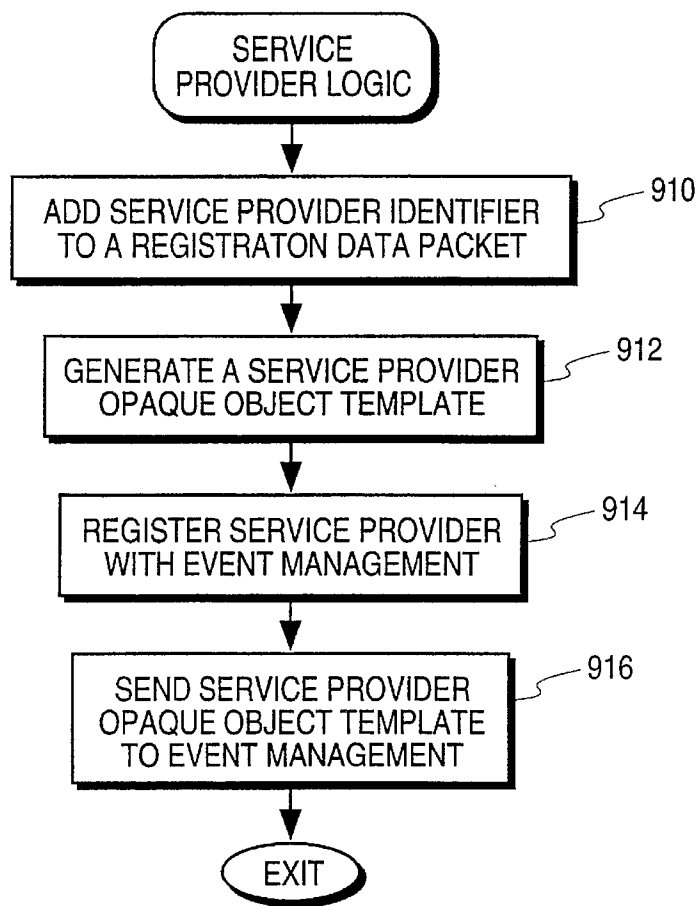 SERVICE
PROVIDER LOGIC
ADD SERVICE PROVIDER IDENTIFIER
TO A REGISTRATON DATA PACKET
910
GENERATE A SERVICE PROVIDER
OPAQUE OBJECT TEMPLATE
912
REGISTER SERVICE PROVIDER
WITH EVENT MANAGEMENT
914
SEND SERVICE PROVIDER
OPAQUE OBJECT TEMPLATE
TO EVENT MANAGEMENT
916
EXIT